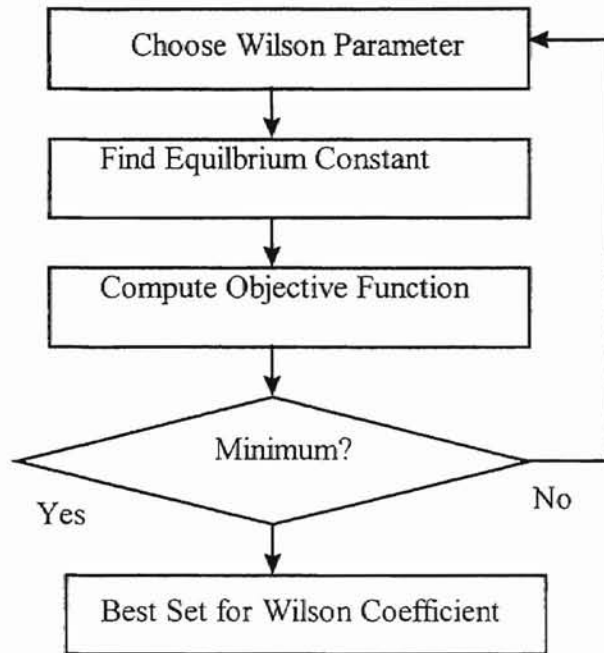 Choose Wilson Parameter
Find Equilbrium Constant
Compute Objective Function
Minimum?
Yes
No
Best Set for Wilson Coefficient